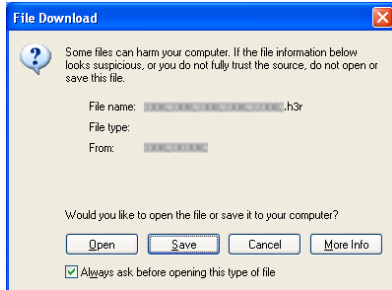 File Download
Some files can harm your computer. If the file information below
looks suspicious, or you do not fully trust the source, do not open or
save this file.
File name: .h3r
File type:
From:
Would you like to open the file or save it to your computer?
Open Save Cancel More Info
Always ask before opening this type of file